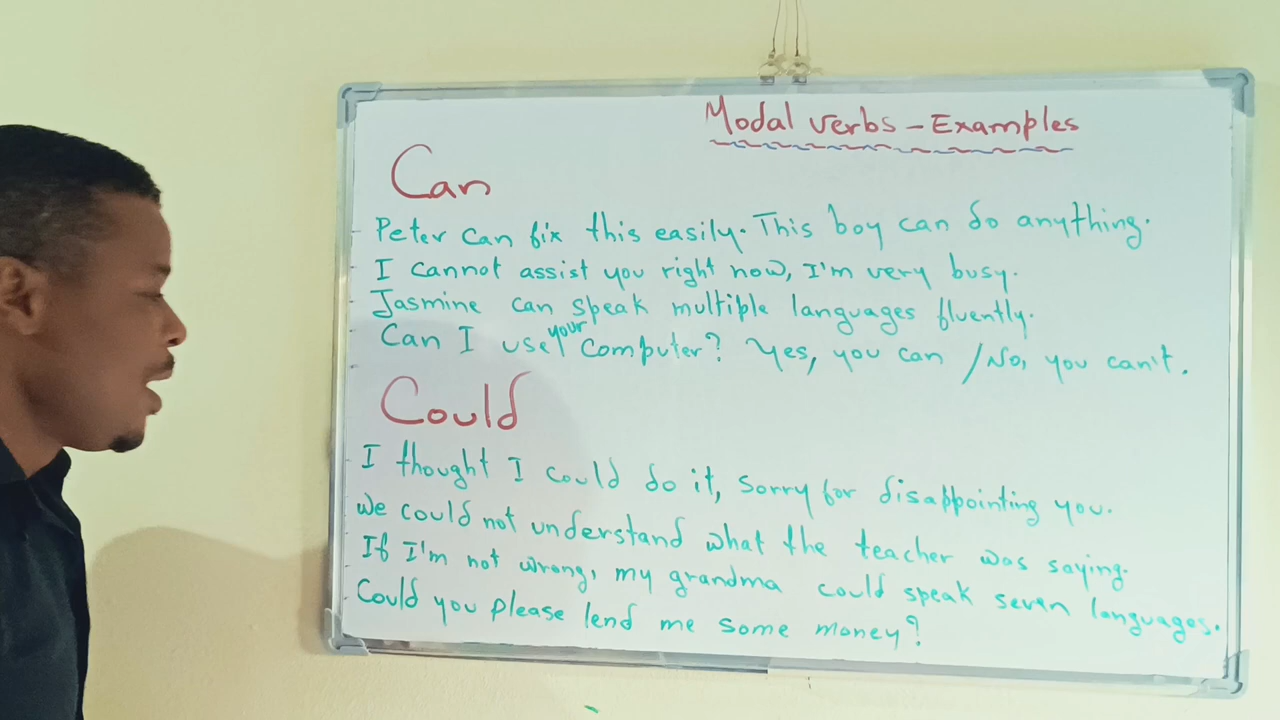 Modal verbs - Examples
Can
- Peter can fix this easily. This boy can do anything.
- I cannot assist you right now, I'm very busy.
- Jasmine can speak multiple languages fluently.
- Can I use your computer? Yes, you can / No, you can't.
Could
- I thought I could do it, sorry for disappointing you.
- We could not understand what the teacher was saying.
- If I'm not wrong, my grandma could speak seven languages.
- Could you please lend me some money?